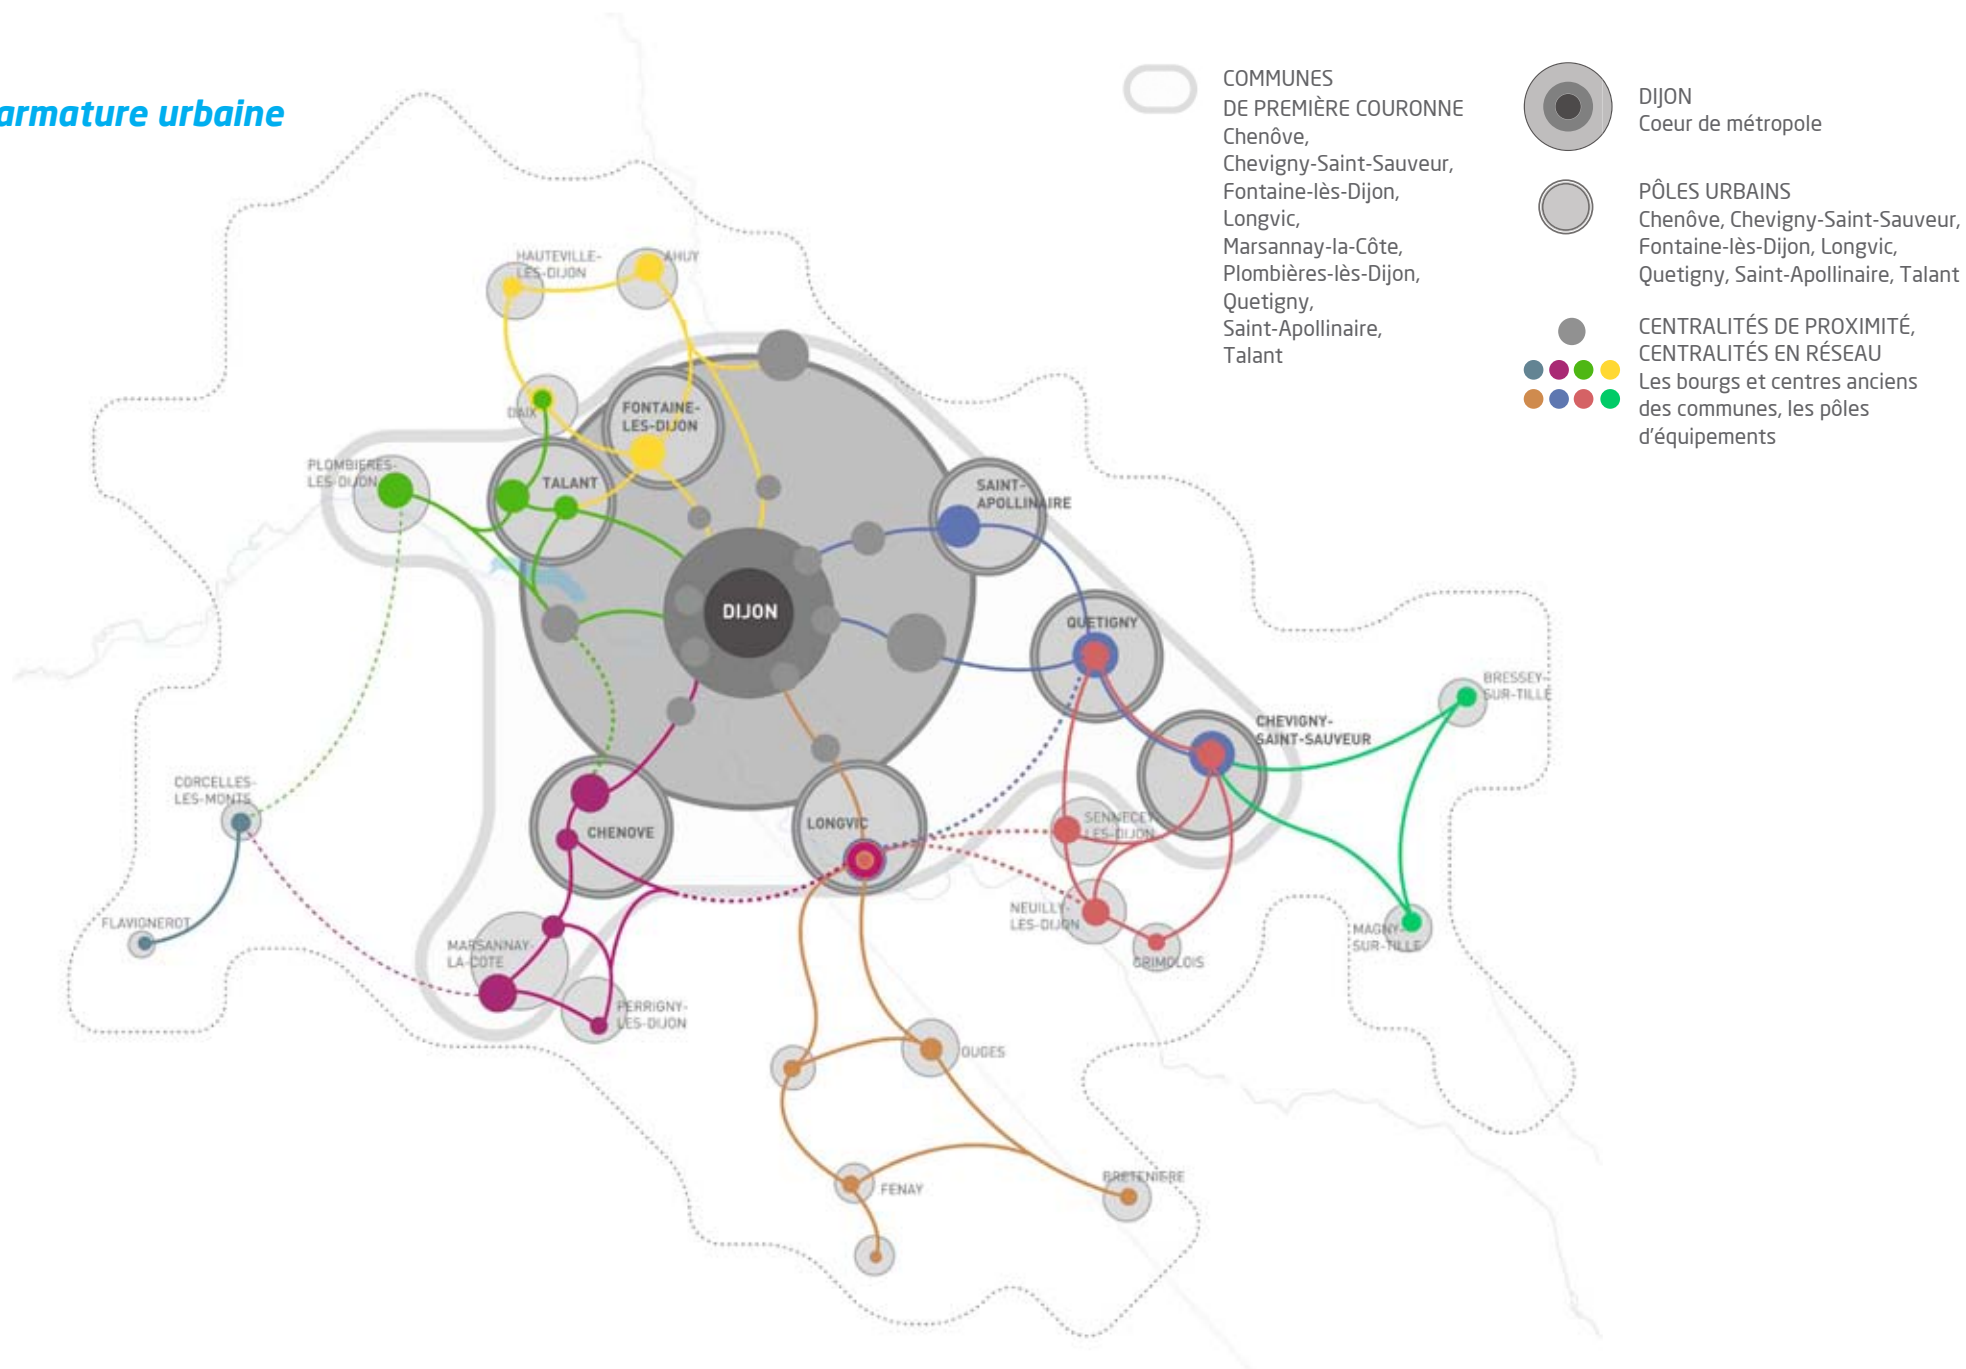 armature urbaine
COMMUNES
DE PREMIÈRE COURONNE
Chenôve,
Chevigny-Saint-Sauveur,
Fontaine-lès-Dijon,
Longvic,
Marsannay-la-Côte,
Plombières-lès-Dijon,
Quetigny,
Saint-Apollinaire,
Talant
DIJON
Coeur de métropole
PÔLES URBAINS
Chenôve, Chevigny-Saint-Sauveur,
Fontaine-lès-Dijon, Longvic,
Quetigny, Saint-Apollinaire, Talant
CENTRALITÉS DE PROXIMITÉ,
CENTRALITÉS EN RÉSEAU
Les bourgs et centres anciens
des communes, les pôles
d'équipements
HAUTEVILLE-
LES-DIJON
AHUY
DAIX
FONTAINE-
LES-DIJON
PLOMBIERES-
LES-DIJON
TALANT
SAINT-
APOLLINAIRE
DIJON
QUETIGNY
BRESSEY-
SUR-TILLE
CHEVIGNY-
SAINT-SAUVEUR
CORCELLES-
LES-MONTS
CHENOVE
LONGVIC
SENNECEY
LES-DIJON
FLAVIGNEROT
MARSANNAY-
LA-COTE
NEUILLY-
LES-DIJON
CRIMOLOIS
MAGNY-
SUR-TILLE
PERRIGNY-
LES-DIJON
OUGES
FENAY
BRETENIERE